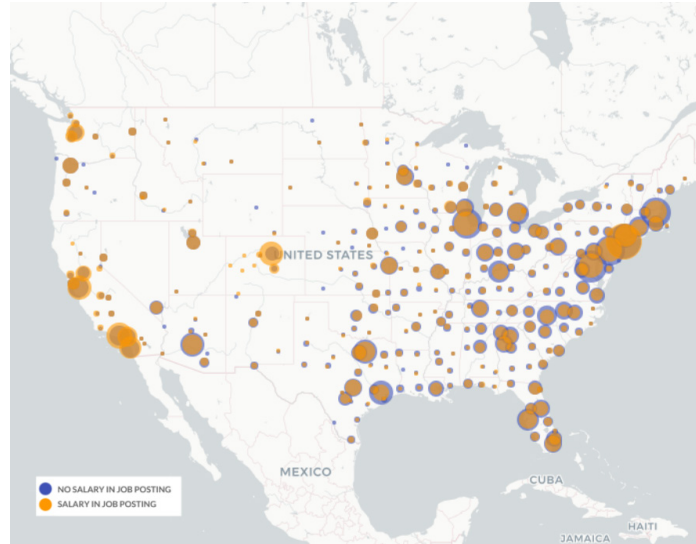 UNITED STATES
MEXICO
CUBA
HAITI
JAMAICA
NO SALARY IN JOB POSTING
SALARY IN JOB POSTING